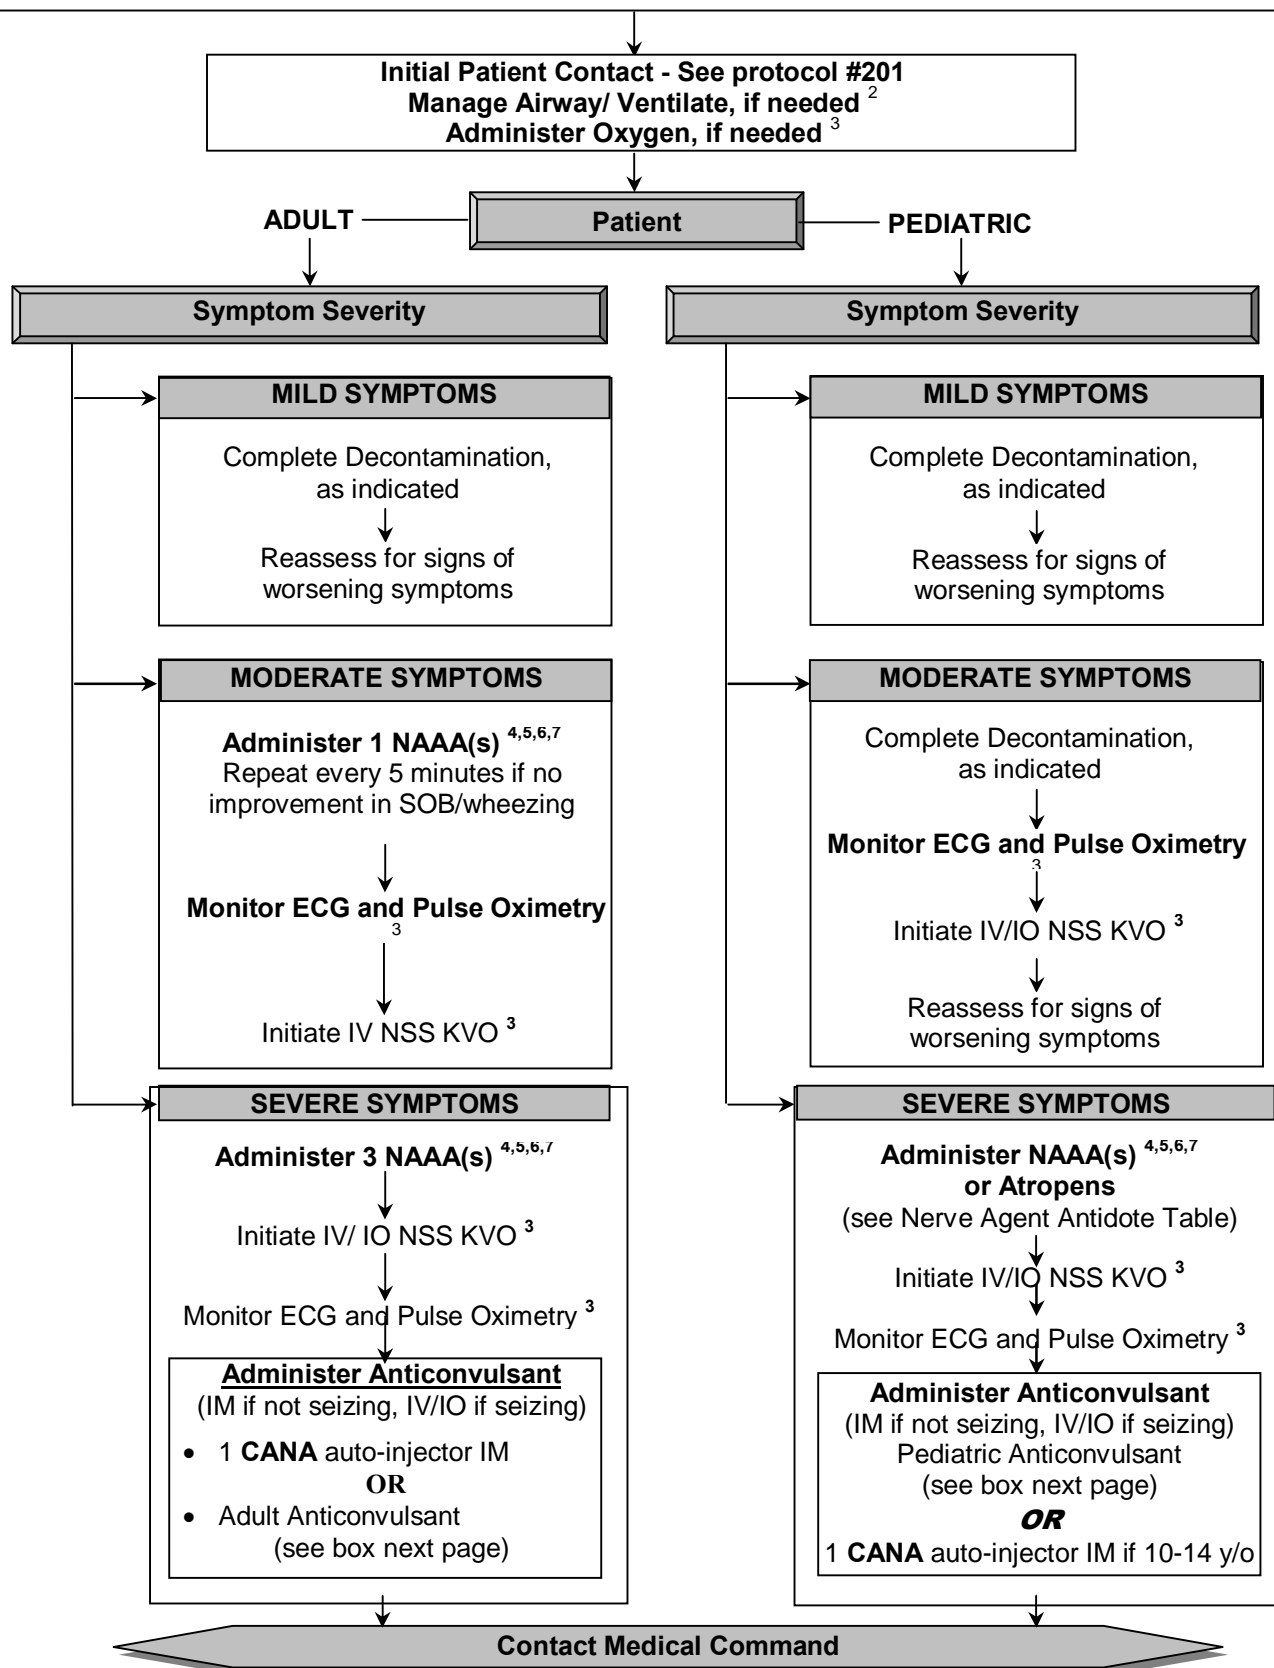 Initial Patient Contact - See protocol #201
Manage Airway/ Ventilate, if needed 2
Administer Oxygen, if needed 3
ADULT
Patient
PEDIATRIC
Symptom Severity
MILD SYMPTOMS
Complete Decontamination,
as indicated
Reassess for signs of
worsening symptoms
MODERATE SYMPTOMS
Administer 1 NAAA(s) 4,5,6,7
Repeat every 5 minutes if no
improvement in SOB/wheezing
Monitor ECG and Pulse Oximetry
3
Initiate IV NSS KVO 3
SEVERE SYMPTOMS
Administer 3 NAAA(s) 4,5,6,7
Initiate IV/ IO NSS KVO 3
Monitor ECG and Pulse Oximetry 3
Administer Anticonvulsant
(IM if not seizing, IV/IO if seizing)
• 1 CANA auto-injector IM
OR
• Adult Anticonvulsant
(see box next page)
Symptom Severity
MILD SYMPTOMS
Complete Decontamination,
as indicated
Reassess for signs of
worsening symptoms
MODERATE SYMPTOMS
Complete Decontamination,
as indicated
Monitor ECG and Pulse Oximetry
3
Initiate IV/IO NSS KVO 3
Reassess for signs of
worsening symptoms
SEVERE SYMPTOMS
Administer NAAA(s) 4,5,6,7
or Atropens
(see Nerve Agent Antidote Table)
Initiate IV/IO NSS KVO 3
Monitor ECG and Pulse Oximetry 3
Administer Anticonvulsant
(IM if not seizing, IV/IO if seizing)
Pediatric Anticonvulsant
(see box next page)
OR
1 CANA auto-injector IM if 10-14 y/o
Contact Medical Command